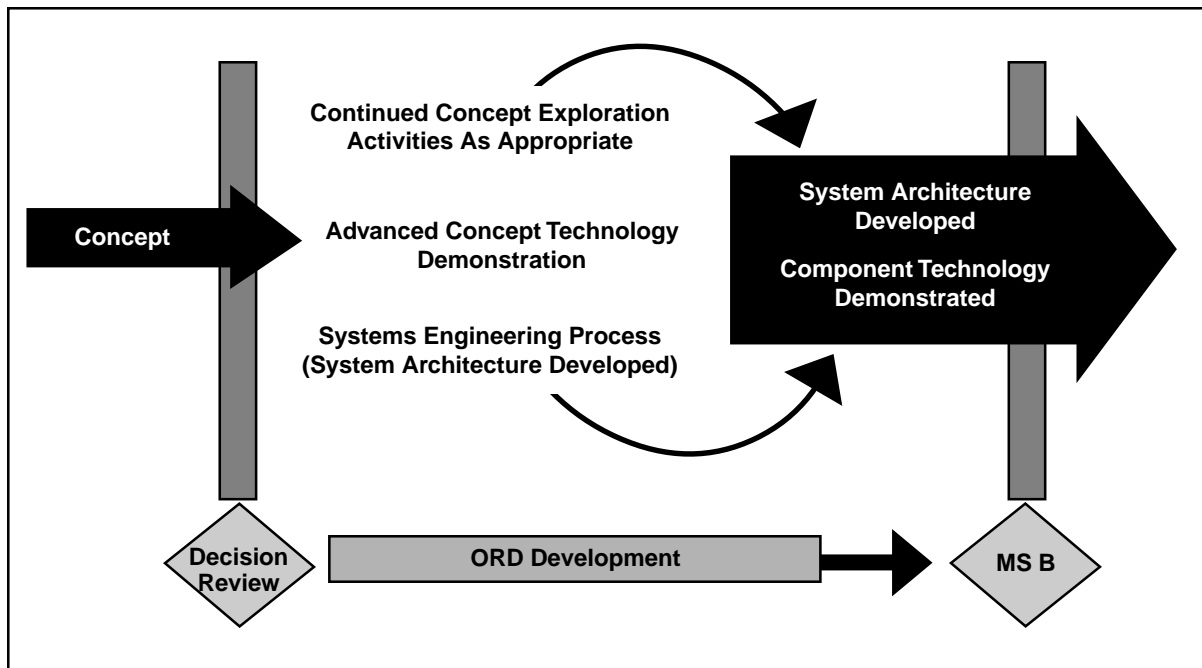 Continued Concept Exploration
Activities As Appropriate
Concept
Advanced Concept Technology
Demonstration
Systems Engineering Process
(System Architecture Developed)
System Architecture
Developed
Component Technology
Demonstrated
Decision
Review
ORD Development
MS B